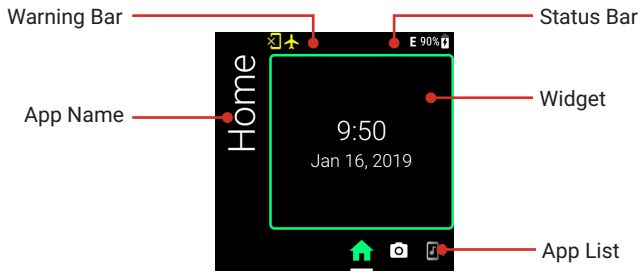 Warning Bar
Status Bar
E 90%
Home
App Name
Widget
9:50
Jan 16, 2019
App List